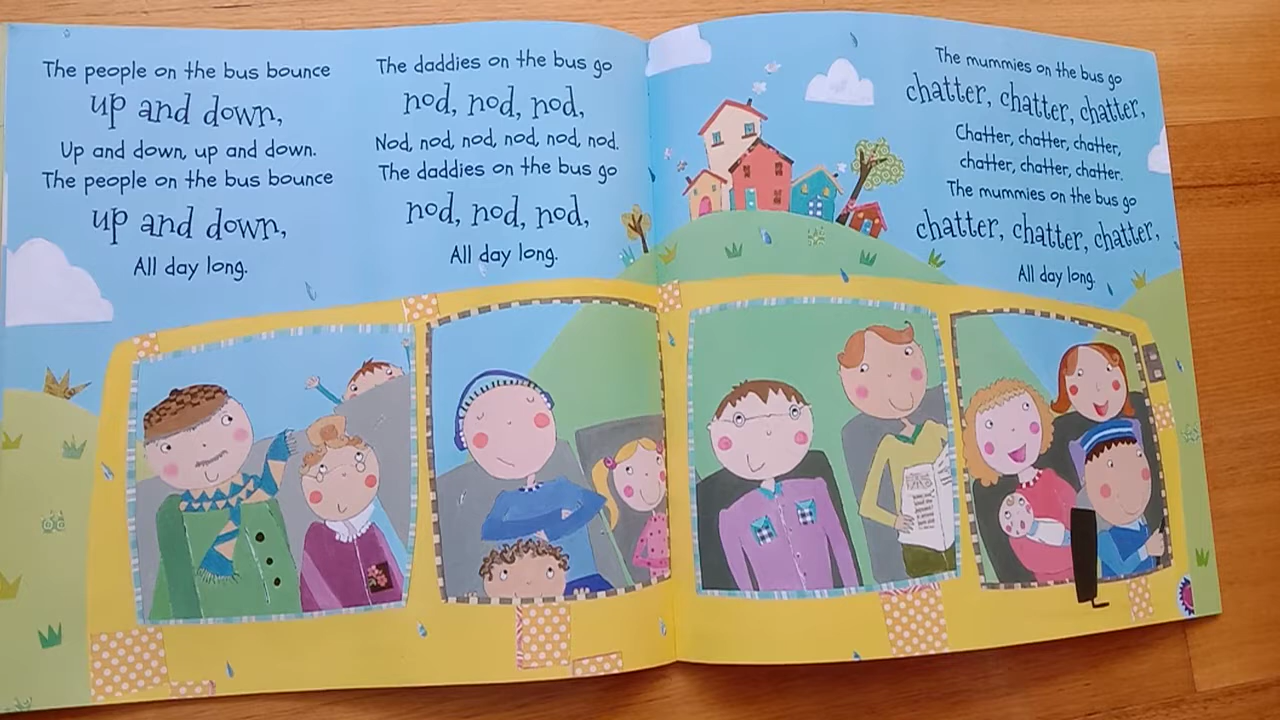 The people on the bus bounce
up and down,
Up and down, up and down.
The people on the bus bounce
up and down,
All day long.
The daddies on the bus go
nod, nod, nod,
Nod, nod, nod, nod, nod, nod.
The daddies on the bus go
nod, nod, nod,
All day long.
The mummies on the bus go
chatter, chatter, chatter,
Chatter, chatter, chatter,
chatter, chatter, chatter.
The mummies on the bus go
chatter, chatter, chatter,
All day long.